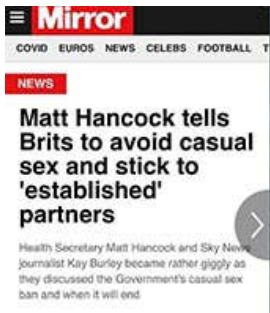 Mirror
COVID EUROS NEWS CELEBS FOOTBALL T
NEWS
Matt Hancock tells
Brits to avoid casual
sex and stick to
'established'
partners
Health Secretary Matt Hancock and Sky News
journalist Kay Burley became rather giggly as
they discussed the Government's casual sex
ban and when it will end